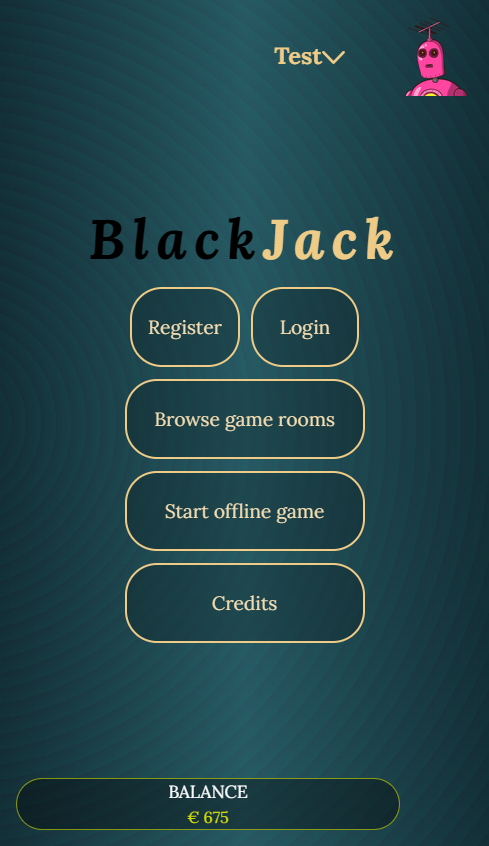 Test
BlackJack
Register Login
Browse game rooms
Start offline game
Credits
BALANCE
€ 675